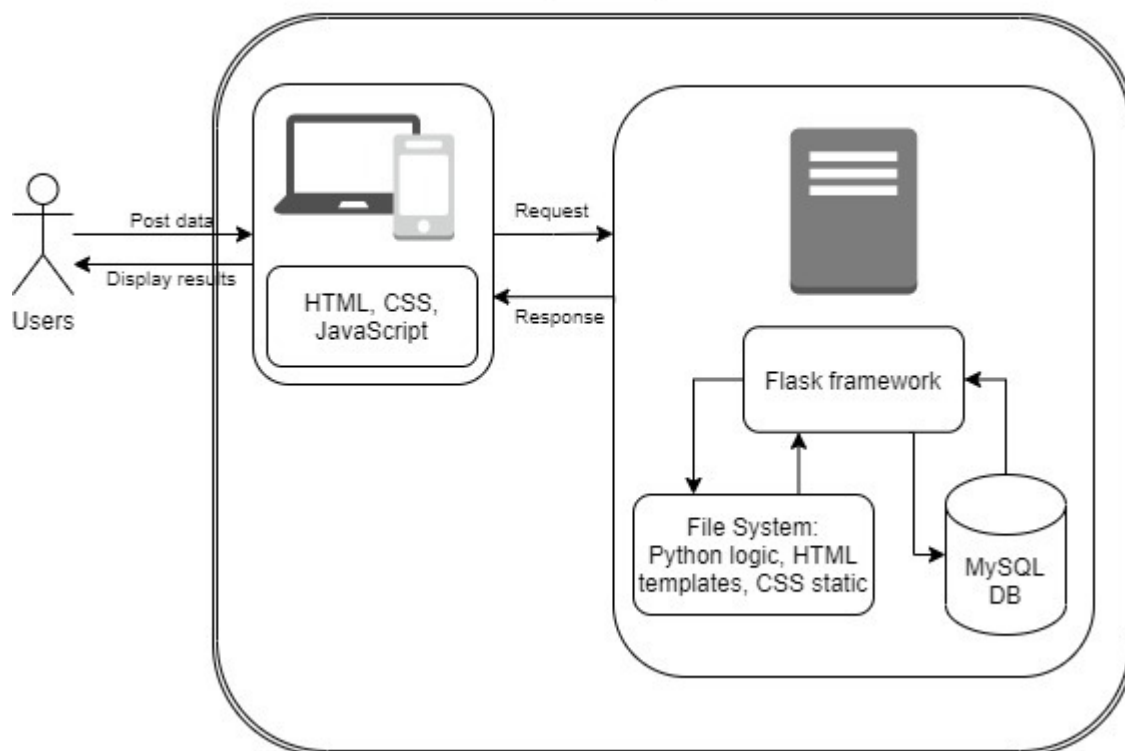 Post data
Display results
Users
HTML, CSS,
JavaScript
Request
Response
Flask framework
File System:
Python logic, HTML
templates, CSS static
MySQL
DB